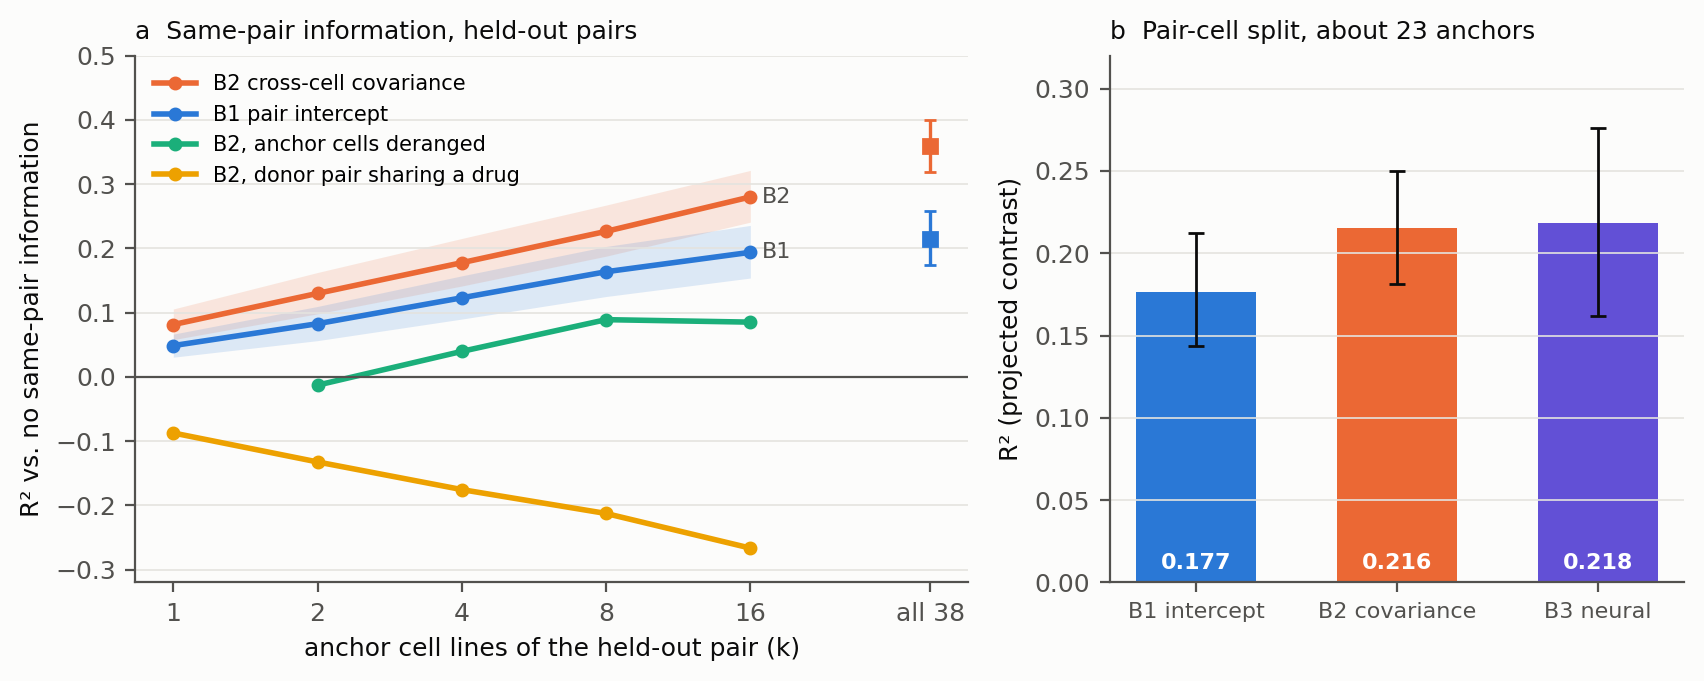 a  Same-pair information, held-out pairs
R² vs. no same-pair information
0.5
0.4
0.3
0.2
0.1
0.0
−0.1
−0.2
−0.3
B2 cross-cell covariance
B1 pair intercept
B2, anchor cells deranged
B2, donor pair sharing a drug
B2
B1
1 2 4 8 16 all 38
anchor cell lines of the held-out pair (k)
b  Pair-cell split, about 23 anchors
R² (projected contrast)
0.30
0.25
0.20
0.15
0.10
0.05
0.00
0.177 0.216 0.218
B1 intercept B2 covariance B3 neural